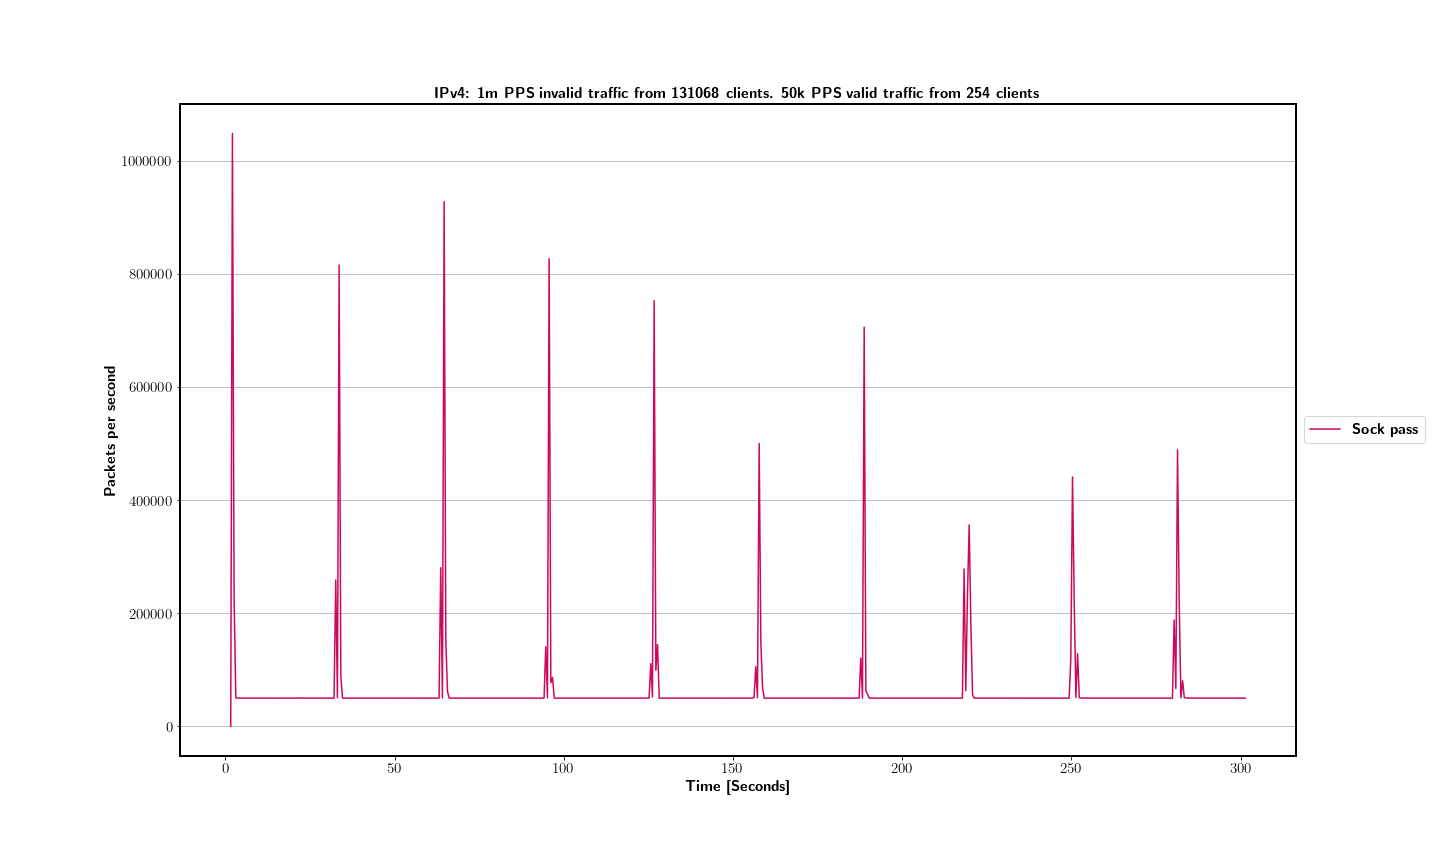 IPv4: 1m PPS invalid traffic from 131068 clients. 50k PPS valid traffic from 254 clients
1000000
800000
600000
400000
200000
0
Packets per second
Sock pass
0 50 100 150 200 250 300
Time [Seconds]